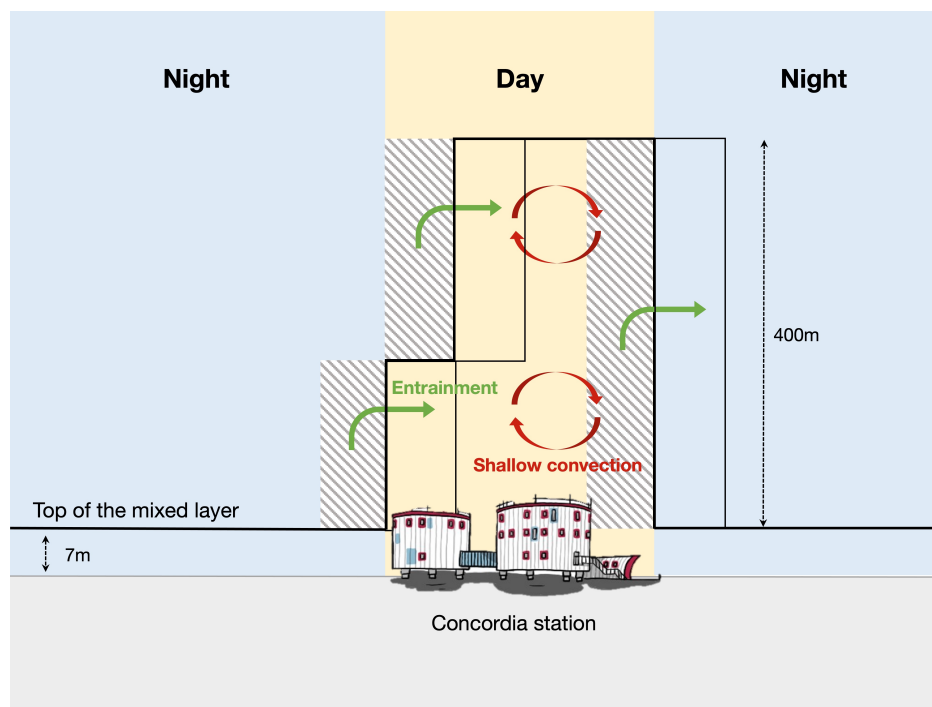 Night
Day
Night
400m
Entrainment
Shallow convection
Top of the mixed layer
7m
Concordia station